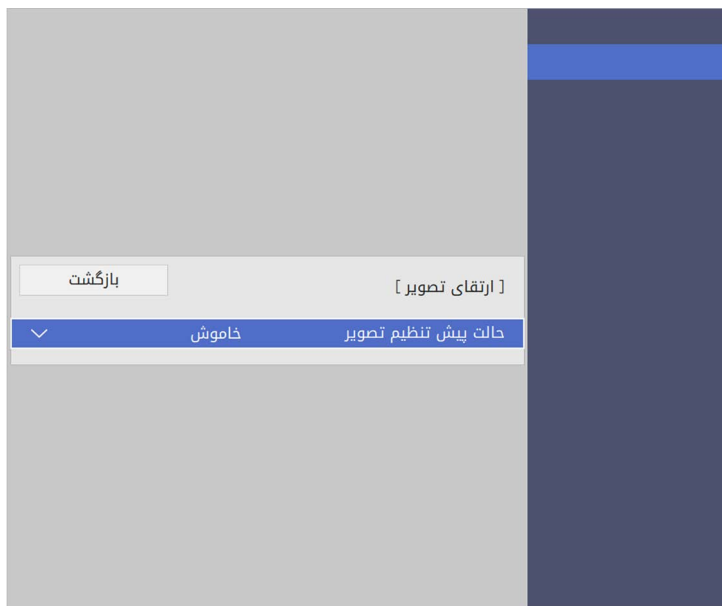 بازگشت
[ ارتقای تصویر ]
حالت پیش تنظیم تصویر خاموش